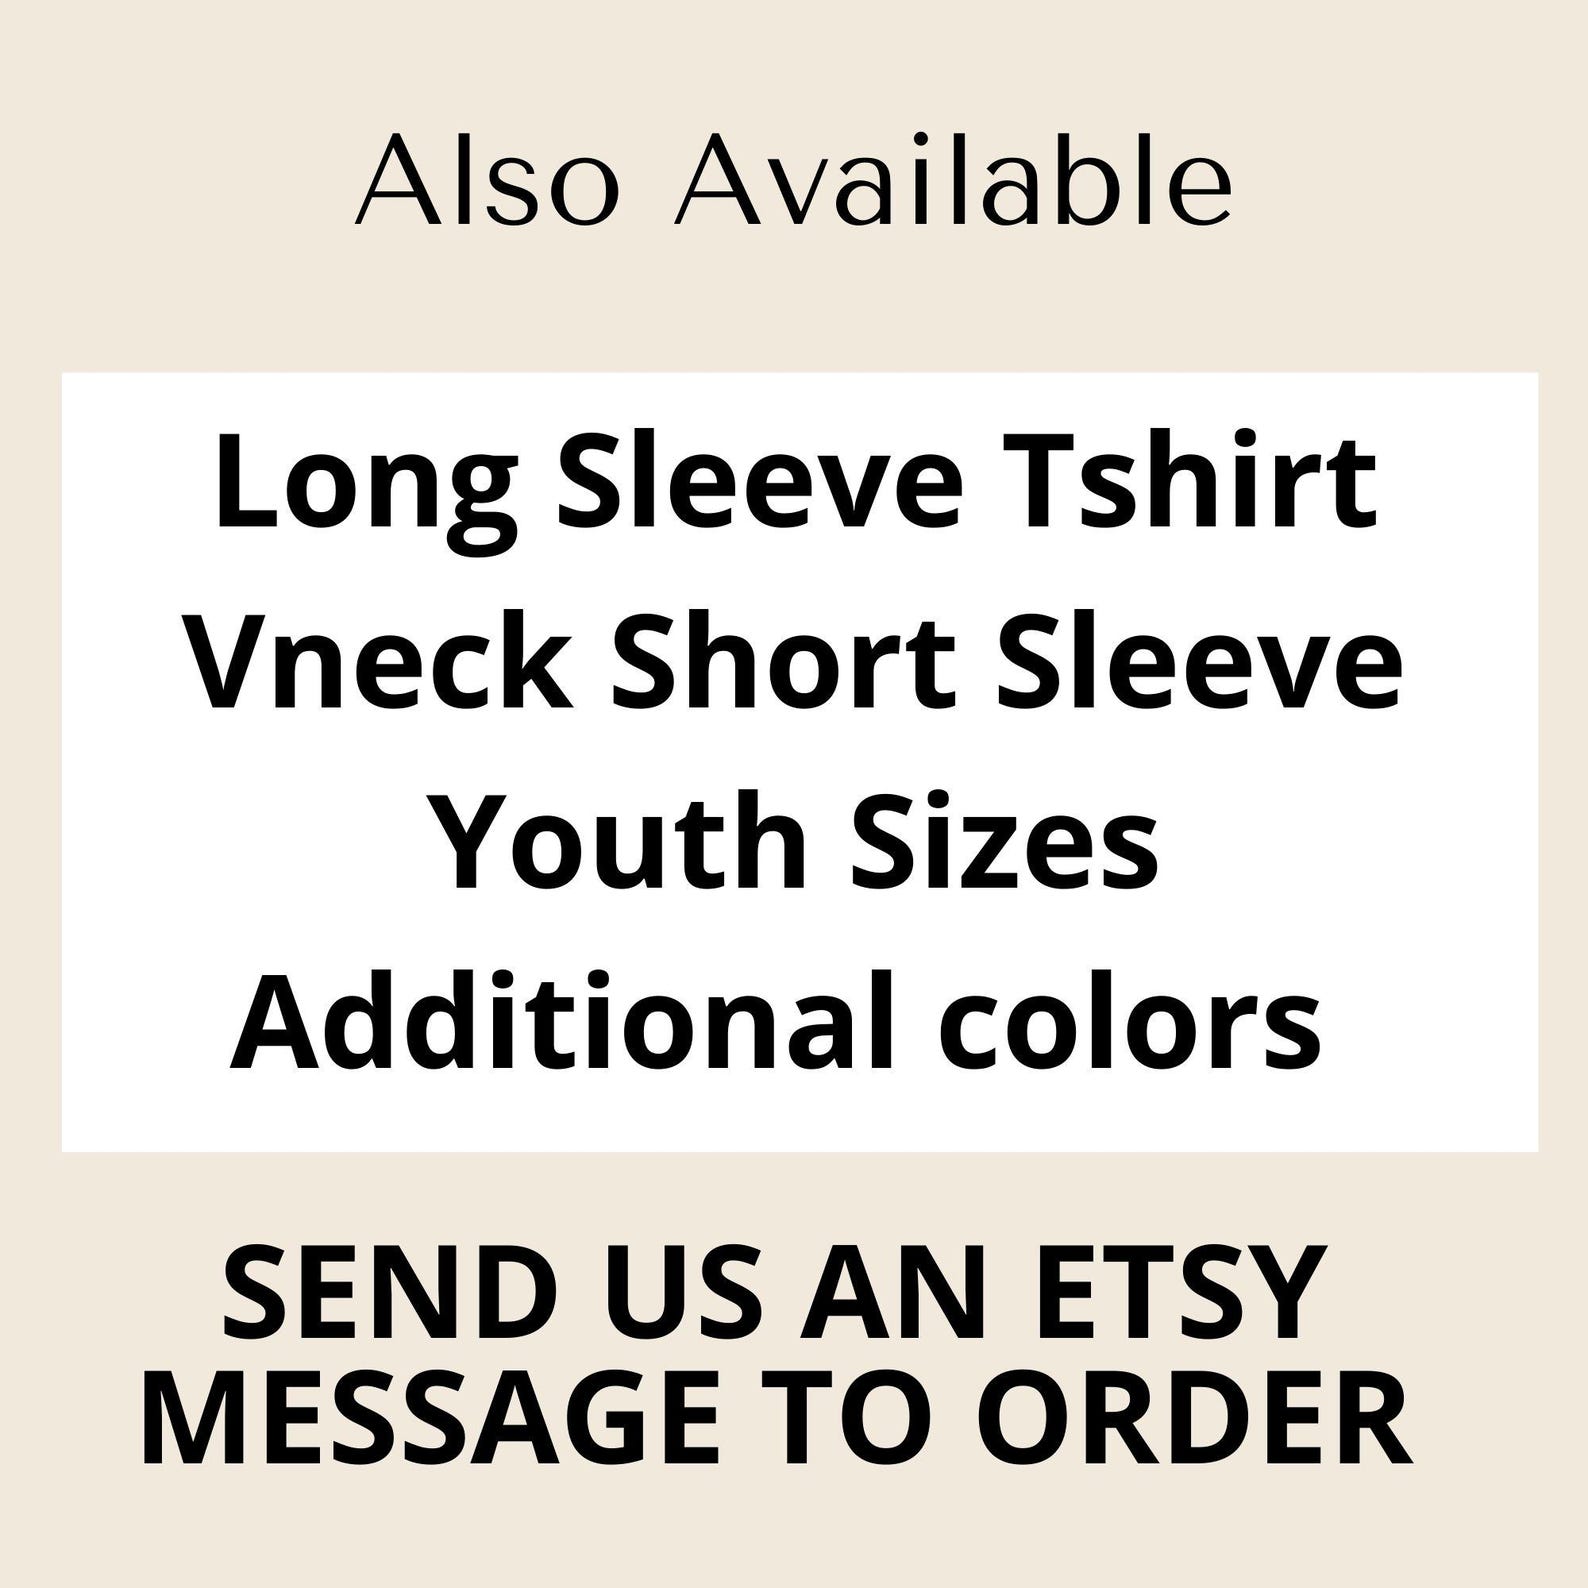 Also Available
Long Sleeve Tshirt
Vneck Short Sleeve
Youth Sizes
Additional colors
SEND US AN ETSY
MESSAGE TO ORDER